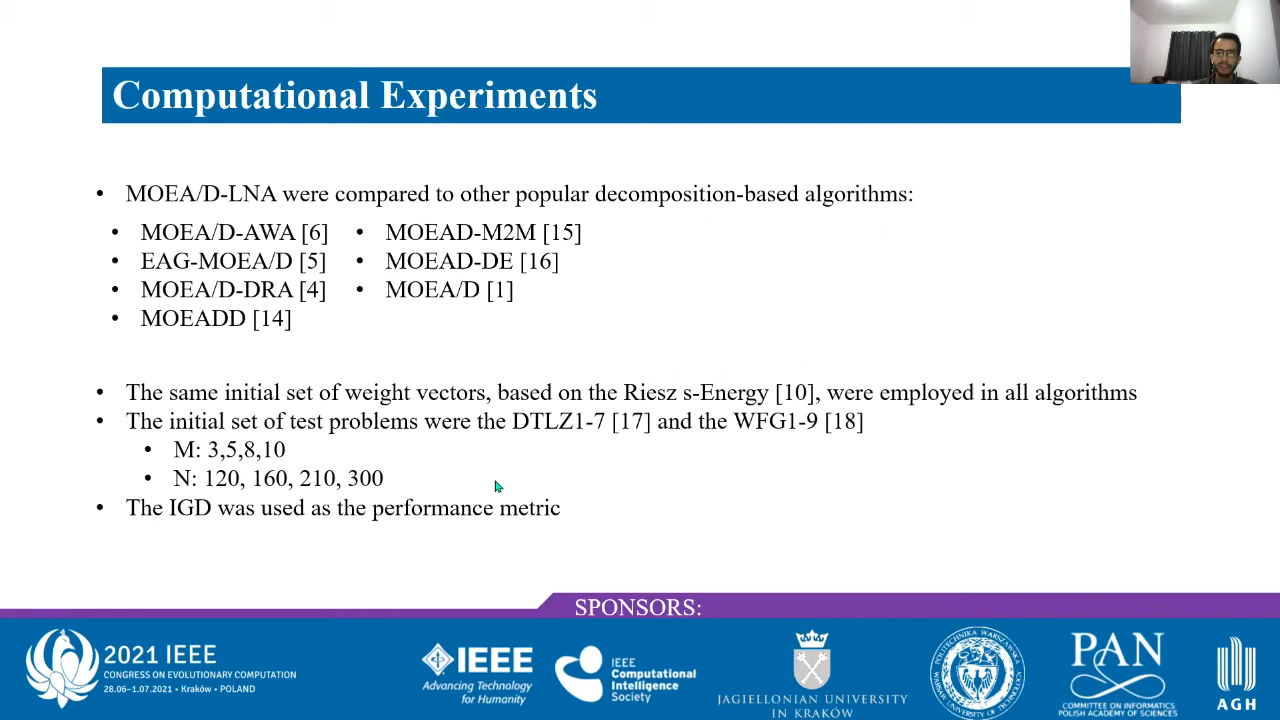 Computational Experiments
• MOEA/D-LNA were compared to other popular decomposition-based algorithms:
• MOEA/D-AWA [6]
• EAG-MOEA/D [5]
• MOEA/D-DRA [4]
• MOEADD [14]
• MOEAD-M2M [15]
• MOEAD-DE [16]
• MOEA/D [1]
• The same initial set of weight vectors, based on the Riesz s-Energy [10], were employed in all algorithms
• The initial set of test problems were the DTLZ1-7 [17] and the WFG1-9 [18]
• M: 3,5,8,10
• N: 120, 160, 210, 300
• The IGD was used as the performance metric
SPONSORS:
2021 IEEE
CONGRESS ON EVOLUTIONARY COMPUTATION
28.06-1.07.2021 • Kraków • POLAND
IEEE
Advancing Technology
for Humanity
IEEE
Computational
Intelligence
Society
JAGIELLONIAN UNIVERSITY
IN KRAKÓW
POLITECHNIKA WARSZAWSKA
WARSAW UNIVERSITY OF TECHNOLOGY
PAN
COMMITTEE ON INFORMATICS
POLISH ACADEMY OF SCIENCES
AGH